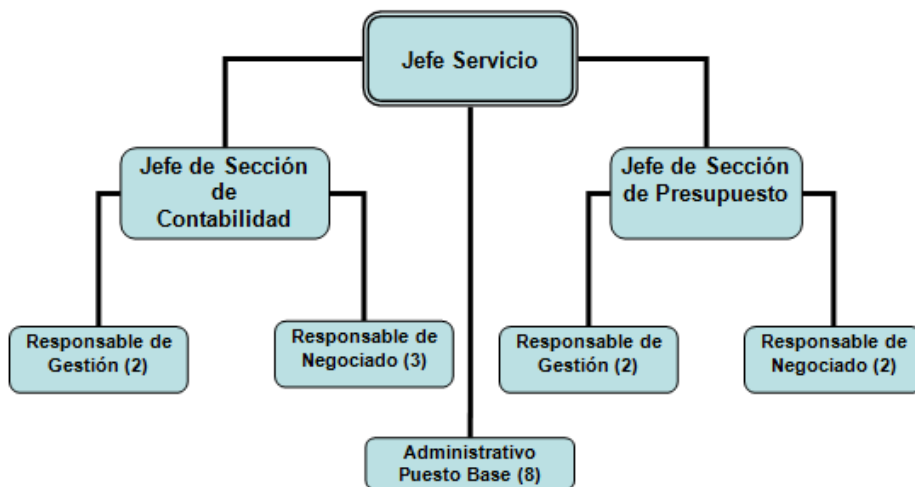 Jefe Servicio
Jefe de Sección
de
Contabilidad
Jefe de Sección
de Presupuesto
Responsable de
Gestión (2)
Responsable de
Negociado (3)
Responsable de
Gestión (2)
Responsable de
Negociado (2)
Administrativo
Puesto Base (8)